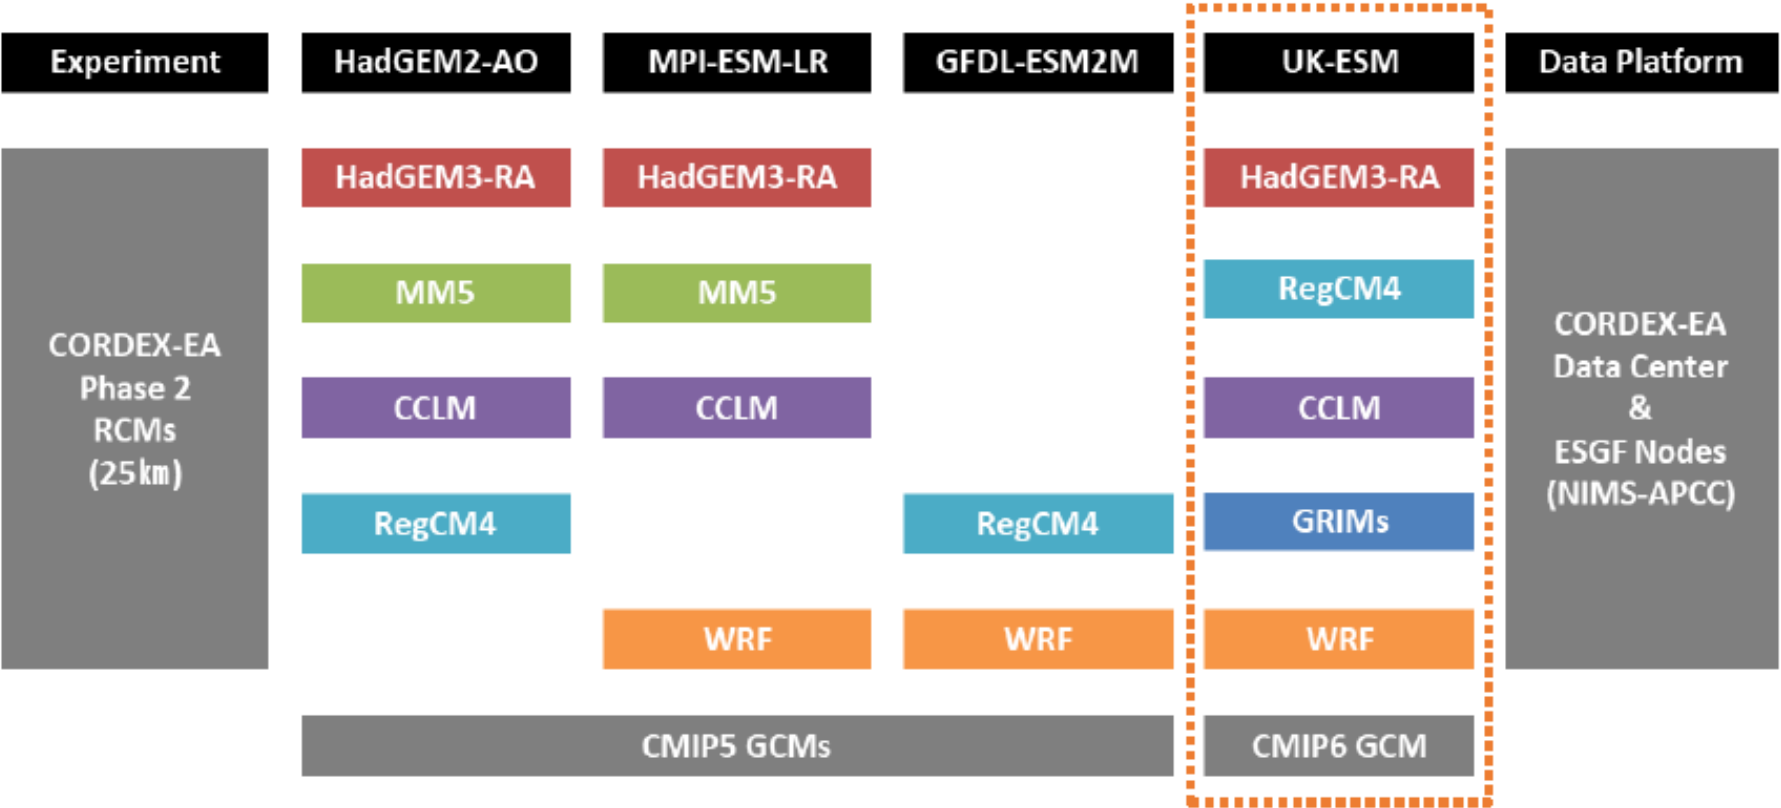 Experiment
HadGEM2-AO
MPI-ESM-LR
GFDL-ESM2M
UK-ESM
Data Platform
CORDEX-EA
Phase 2
RCMs
(25㎞)
HadGEM3-RA
MM5
CCLM
RegCM4
HadGEM3-RA
MM5
CCLM
WRF
RegCM4
WRF
HadGEM3-RA
RegCM4
CCLM
GRIMs
WRF
CORDEX-EA
Data Center
&
ESGF Nodes
(NIMS-APCC)
CMIP5 GCMs
CMIP6 GCM